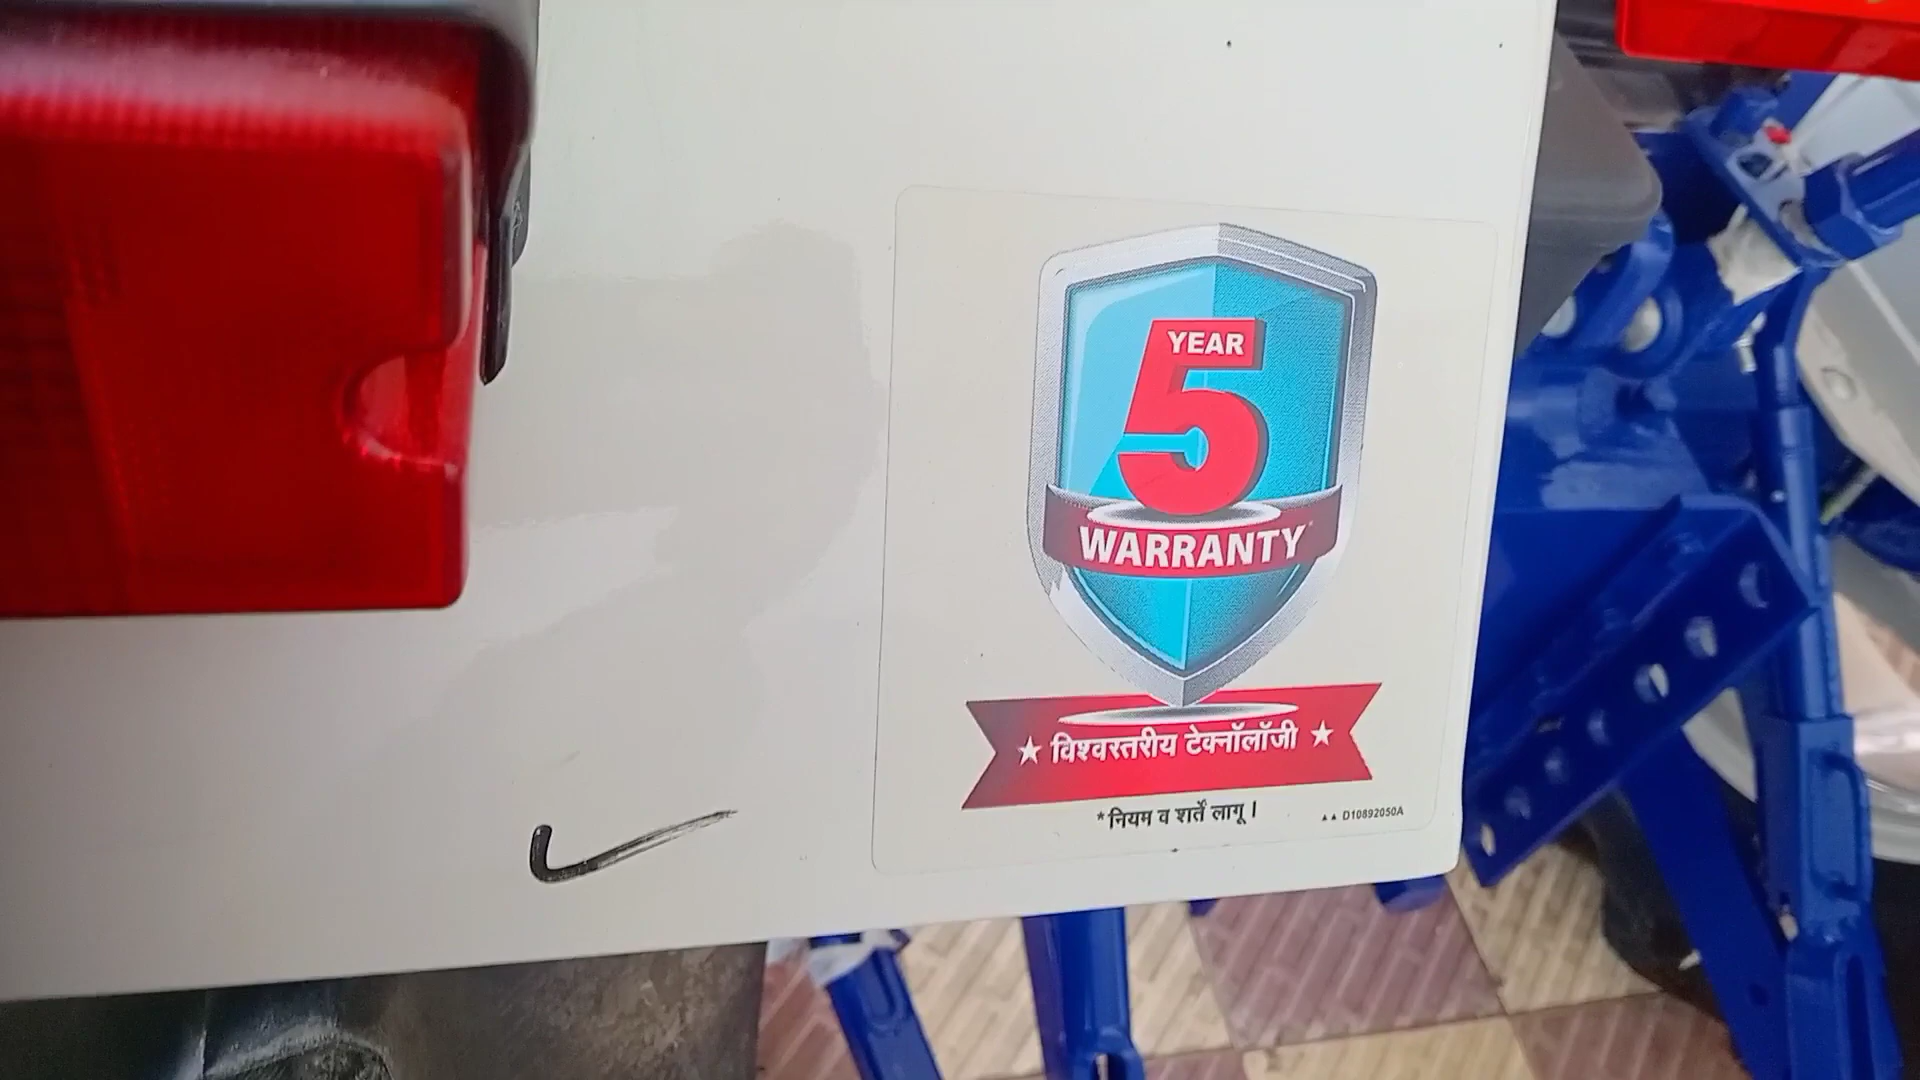 YEAR
5
WARRANTY*
★ विश्वस्तरीय टेक्नॉलॉजी ★
*नियम व शर्तें लागू।
▲▲ D10892050A